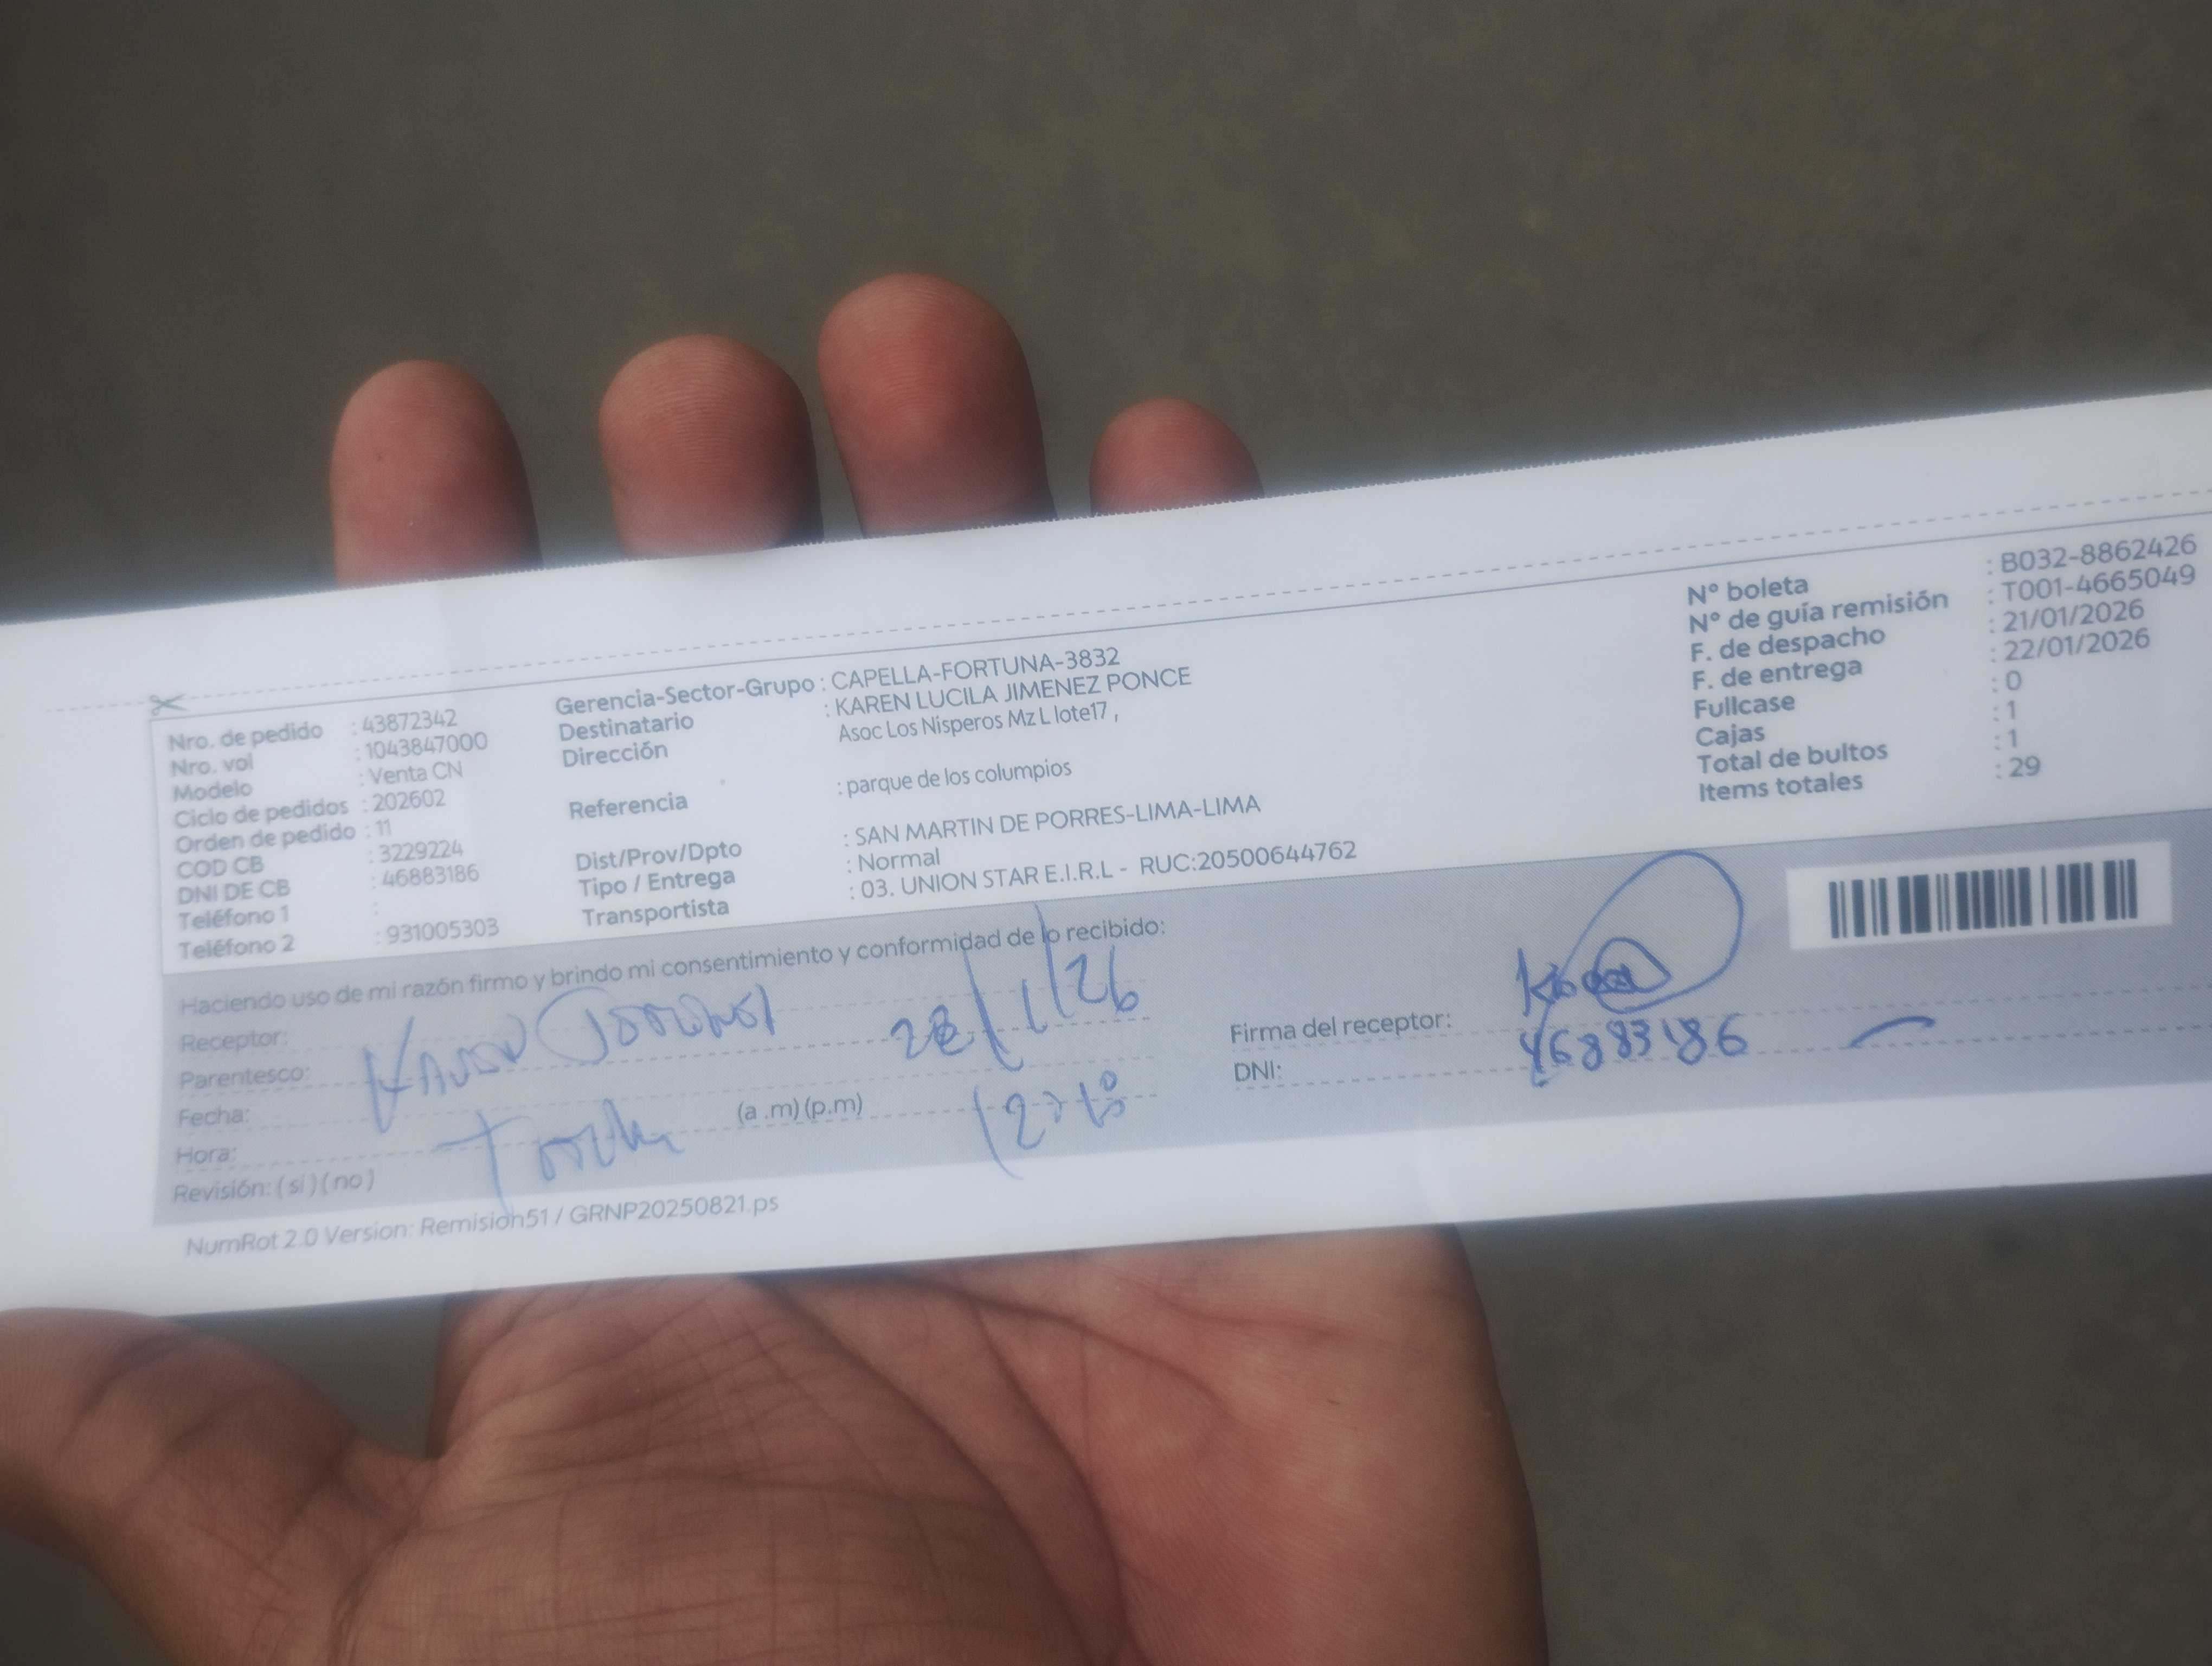 Nro. de pedido : 43872342
Nro. vol : 1043847000
Modelo : Venta CN
Ciclo de pedidos : 202602
Orden de pedido : 11
COD CB : 3229224
DNI DE CB : 46883186
Teléfono 1 :
Teléfono 2 : 931005303
Gerencia-Sector-Grupo : CAPELLA-FORTUNA-3832
Destinatario : KAREN LUCILA JIMENEZ PONCE
Dirección Asoc Los Nisperos Mz L lote17 ,
Referencia : parque de los columpios
Dist/Prov/Dpto : SAN MARTIN DE PORRES-LIMA-LIMA
Tipo / Entrega : Normal
Transportista : 03. UNION STAR E.I.R.L - RUC:20500644762
Nº boleta : B032-8862426
Nº de guía remisión : T001-4665049
F. de despacho : 21/01/2026
F. de entrega : 22/01/2026
Fullcase : 0
Cajas : 1
Total de bultos : 1
Items totales : 29
Haciendo uso de mi razón firmo y brindo mi consentimiento y conformidad de lo recibido:
Receptor:
Parentesco:
Fecha: /1/26
Hora: (a .m) (p.m)
Revisión: ( si ) ( no )
Firma del receptor:
DNI: 46883186
NumRot 2.0 Version: Remision51 / GRNP20250821.ps